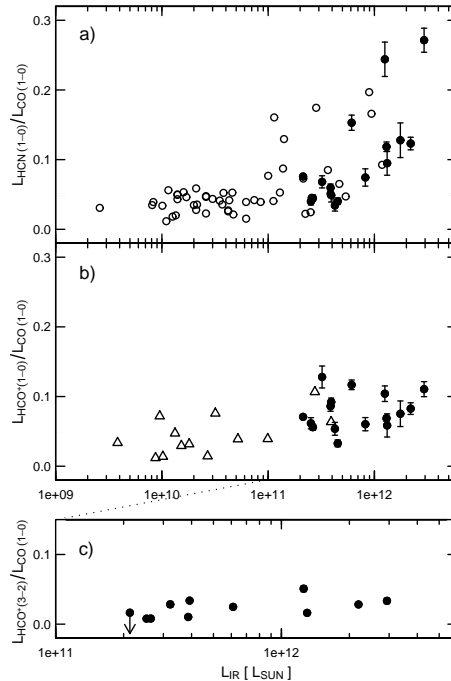 a)
L_HCN (1−0)/L_CO (1−0)
0.3
0.2
0.1
0.0
b)
L_HCO⁺(1−0)/L_CO (1−0)
0.3
0.2
0.1
0.0
1e+09 1e+10 1e+11 1e+12
c)
L_HCO⁺(3−2)/L_CO (1−0)
0.1
0.0
1e+11 1e+12
L_IR [ L_SUN ]